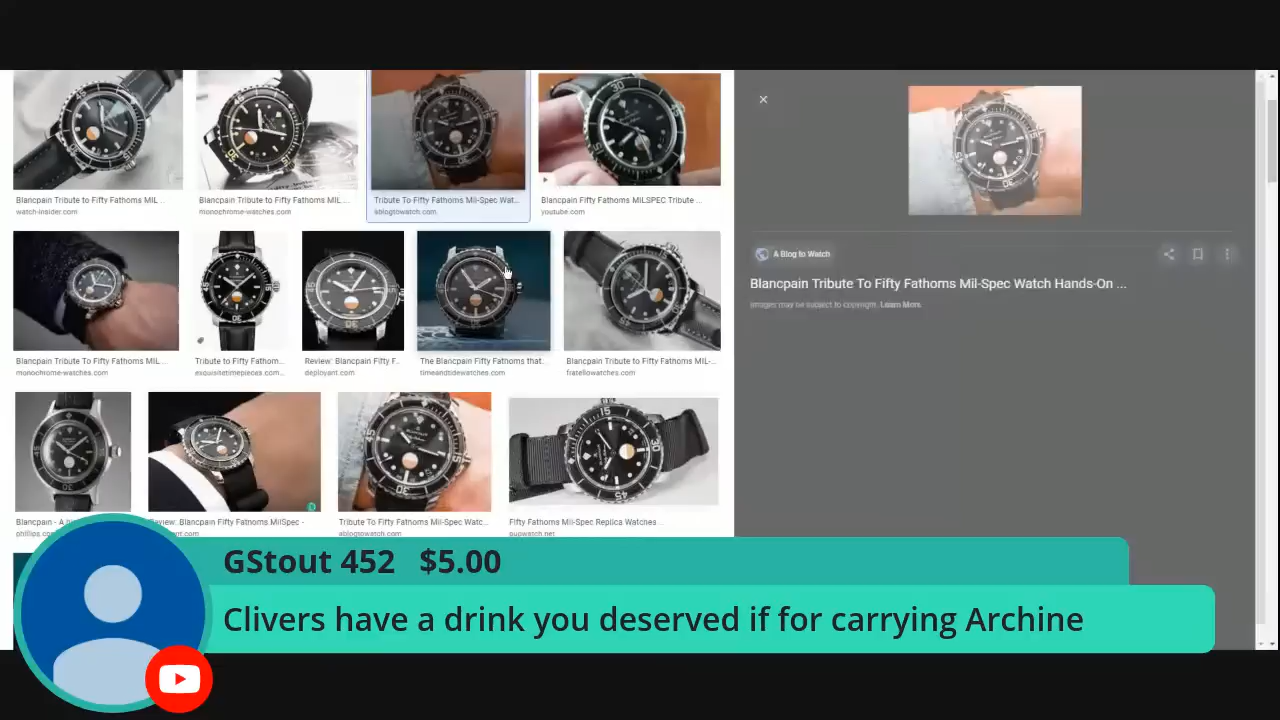 Blancpain Tribute to Fifty Fathoms MIL ...
watch-insider.com
Blancpain Tribute to Fifty Fathoms MIL ...
monochrome-watches.com
Tribute To Fifty Fathoms Mil-Spec Wat...
ablogtowatch.com
Blancpain Fifty Fathoms MILSPEC Tribute ...
youtube.com
Blancpain Tribute To Fifty Fathoms MIL ...
monochrome-watches.com
Tribute to Fifty Fathom...
exquisitetimepieces.com...
Review: Blancpain Fifty F...
deployant.com
The Blancpain Fifty Fathoms that...
timeandtidewatches.com
Blancpain Tribute to Fifty Fathoms MIL-...
fratellowatches.com
Blancpain - A
phillips.
Review: Blancpain Fifty Fathoms MilSpec -
Tribute To Fifty Fathoms Mil-Spec Watc...
ablogtowatch.com
Fifty Fathoms Mil-Spec Replica Watches ...
pugwatch.net
A Blog to Watch
Blancpain Tribute To Fifty Fathoms Mil-Spec Watch Hands-On ...
Images may be subject to copyright. Learn More
GStout 452 $5.00
Clivers have a drink you deserved if for carrying Archine